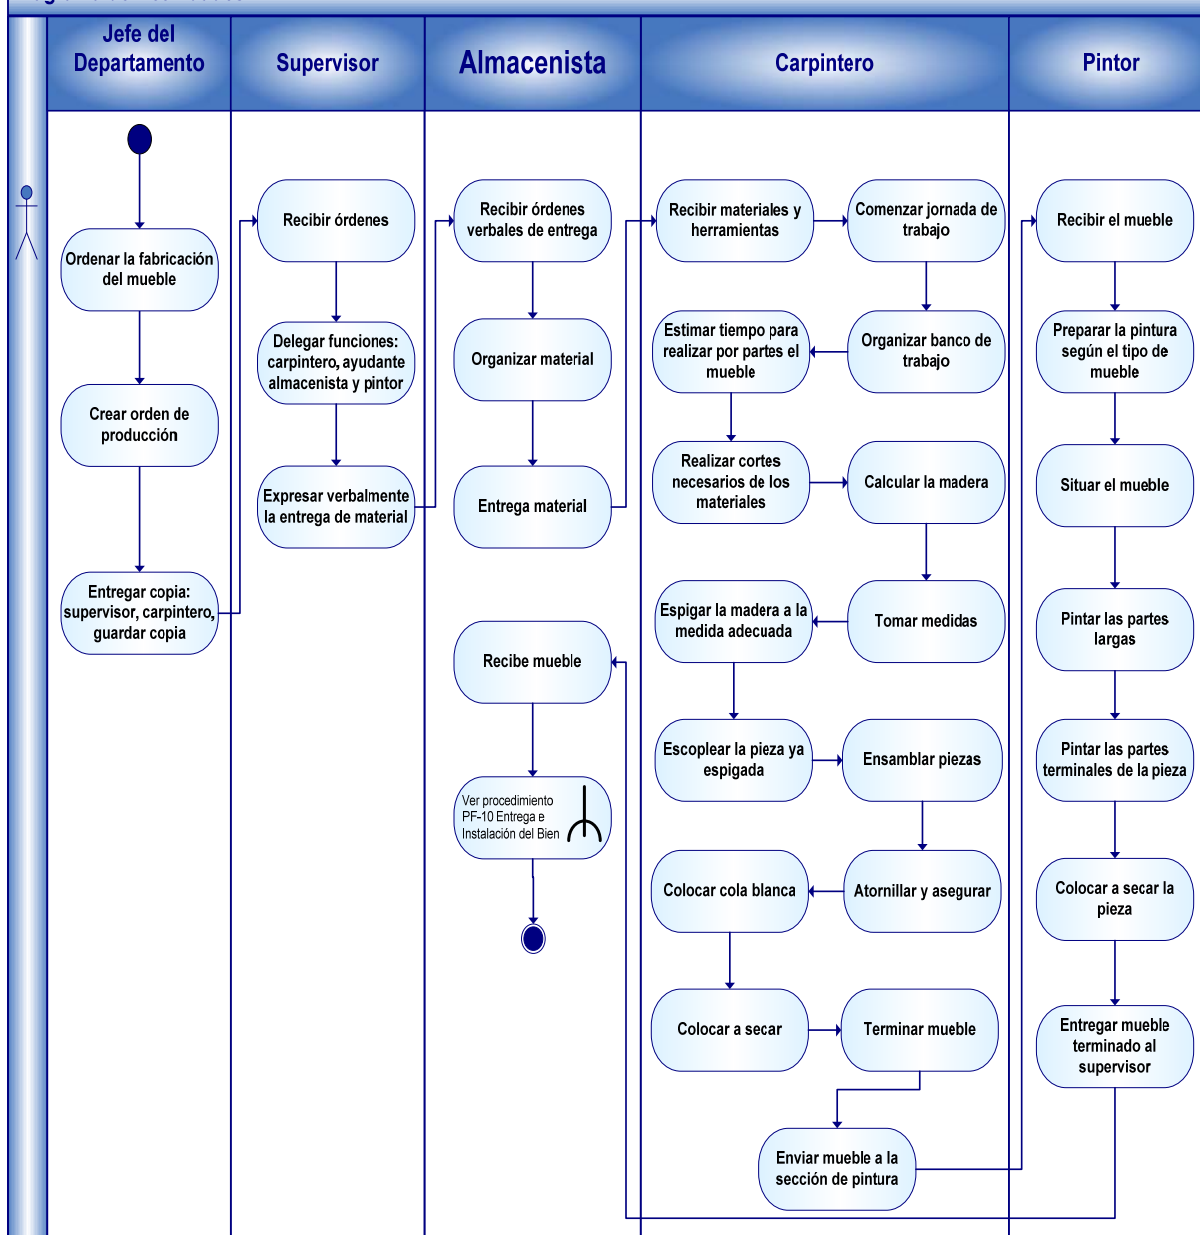 Jefe del
Departamento
Supervisor
Almacenista
Carpintero
Pintor
Ordenar la fabricación
del mueble
Crear orden de
producción
Entregar copia:
supervisor, carpintero,
guardar copia
Recibir órdenes
Delegar funciones:
carpintero, ayudante
almacenista y pintor
Expresar verbalmente
la entrega de material
Recibir órdenes
verbales de entrega
Organizar material
Entrega material
Recibe mueble
Ver procedimiento
PF-10 Entrega e
Instalación del Bien
Recibir materiales y
herramientas
Comenzar jornada de
trabajo
Organizar banco de
trabajo
Estimar tiempo para
realizar por partes el
mueble
Realizar cortes
necesarios de los
materiales
Calcular la madera
Tomar medidas
Espigar la madera a la
medida adecuada
Escoplear la pieza ya
espigada
Ensamblar piezas
Atornillar y asegurar
Colocar cola blanca
Colocar a secar
Terminar mueble
Enviar mueble a la
sección de pintura
Recibir el mueble
Preparar la pintura
según el tipo de
mueble
Situar el mueble
Pintar las partes
largas
Pintar las partes
terminales de la pieza
Colocar a secar la
pieza
Entregar mueble
terminado al
supervisor